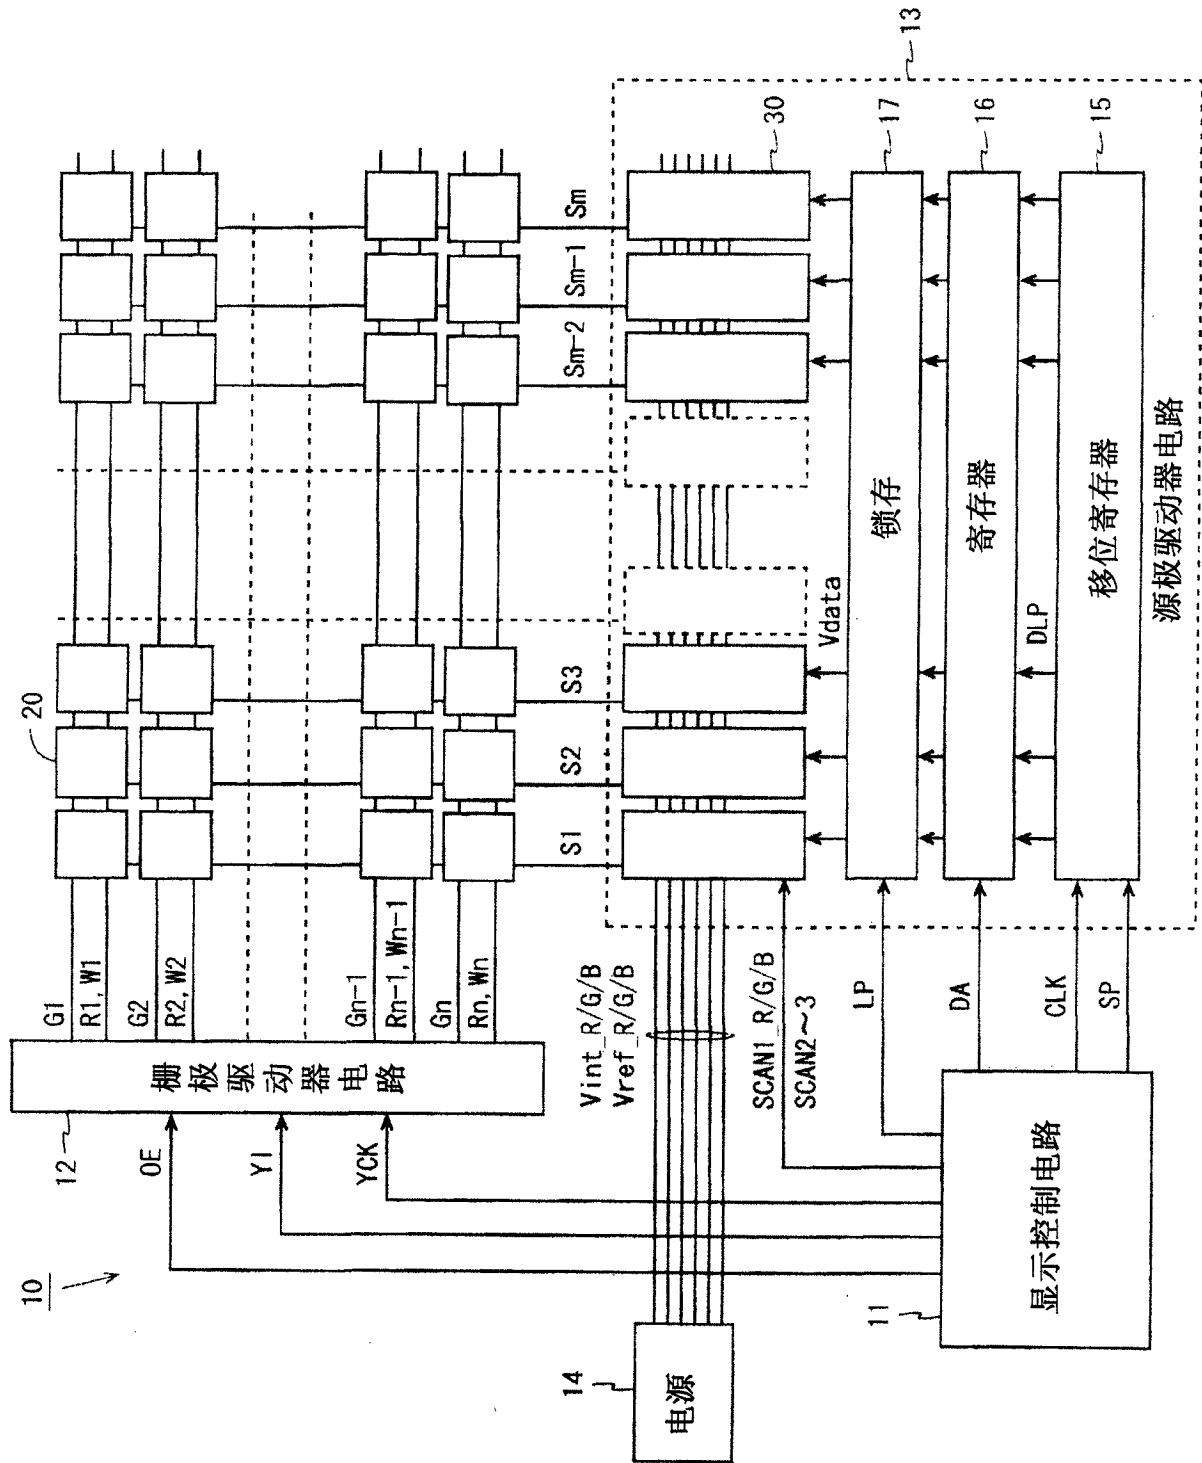 10
12
OE
YI
YCK
栅极驱动器电路
G1
R1, W1
G2
R2, W2
Gn-1
Rn-1, Wn-1
Gn
Rn, Wn
20
S1
S2
S3
Sm-2
Sm-1
Sm
14
电源
Vint_R/G/B
Vref_R/G/B
SCAN1_R/G/B
SCAN2～3
30
13
Vdata
LP
锁存
17
DA
寄存器
16
DLP
CLK
SP
移位寄存器
15
源极驱动器电路
11
显示控制电路